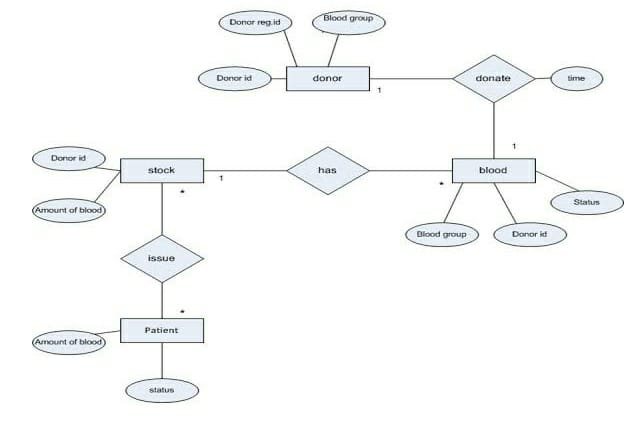 Donor reg.id
Blood group
Donor id
donor
donate
time
1
1
Donor id
stock
has
blood
1
*
*
Status
Amount of blood
Blood group
Donor id
issue
*
Patient
Amount of blood
status